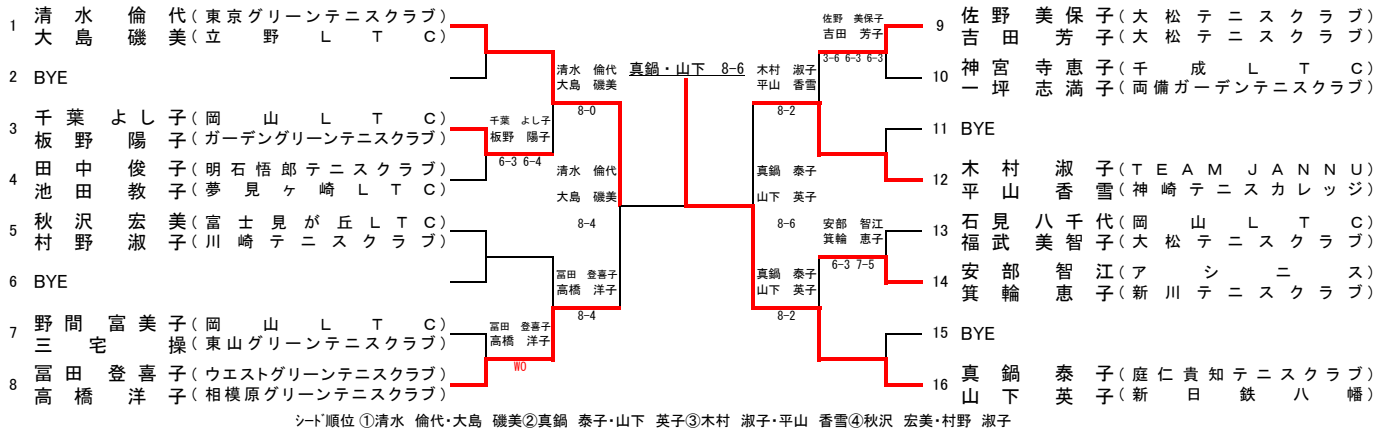 1 清水 倫代(東京グリーンテニスクラブ)
大島 磯美(立野LTC)
2 BYE
3 千葉 よし子(岡山LTC)
板野 陽子(ガーデングリーンテニスクラブ)
4 田中 俊子(明石悟郎テニスクラブ)
池田 教子(夢見ヶ崎LTC)
5 秋沢 宏美(富士見が丘LTC)
村野 淑子(川崎テニスクラブ)
6 BYE
7 野間 富美子(岡山LTC)
三宅 操(東山グリーンテニスクラブ)
8 冨田 登喜子(ウエストグリーンテニスクラブ)
高橋 洋子(相模原グリーンテニスクラブ)
千葉 よし子
板野 陽子
6-3 6-4
冨田 登喜子
高橋 洋子
WO
清水 倫代
大島 磯美
8-0
清水 倫代
大島 磯美
8-4
冨田 登喜子
高橋 洋子
8-4
真鍋・山下 8-6
木村 淑子
平山 香雪
8-2
真鍋 泰子
山下 英子
8-6
真鍋 泰子
山下 英子
8-2
佐野 美保子
吉田 芳子
3-6 6-3 6-3
安部 智江
箕輪 恵子
6-3 7-5
9 佐野 美保子(大松テニスクラブ)
吉田 芳子(大松テニスクラブ)
10 神宮寺恵子(千成LTC)
一坪 志満子(両備ガーデンテニスクラブ)
11 BYE
12 木村 淑子(TEAM JANNU)
平山 香雪(神崎テニスカレッジ)
13 石見 八千代(岡山LTC)
福武 美智子(大松テニスクラブ)
14 安部 智江(アシニス)
箕輪 恵子(新川テニスクラブ)
15 BYE
16 真鍋 泰子(庭仁貴知テニスクラブ)
山下 英子(新日鉄八幡)
シード順位 ①清水 倫代・大島 磯美②真鍋 泰子・山下 英子③木村 淑子・平山 香雪④秋沢 宏美・村野 淑子